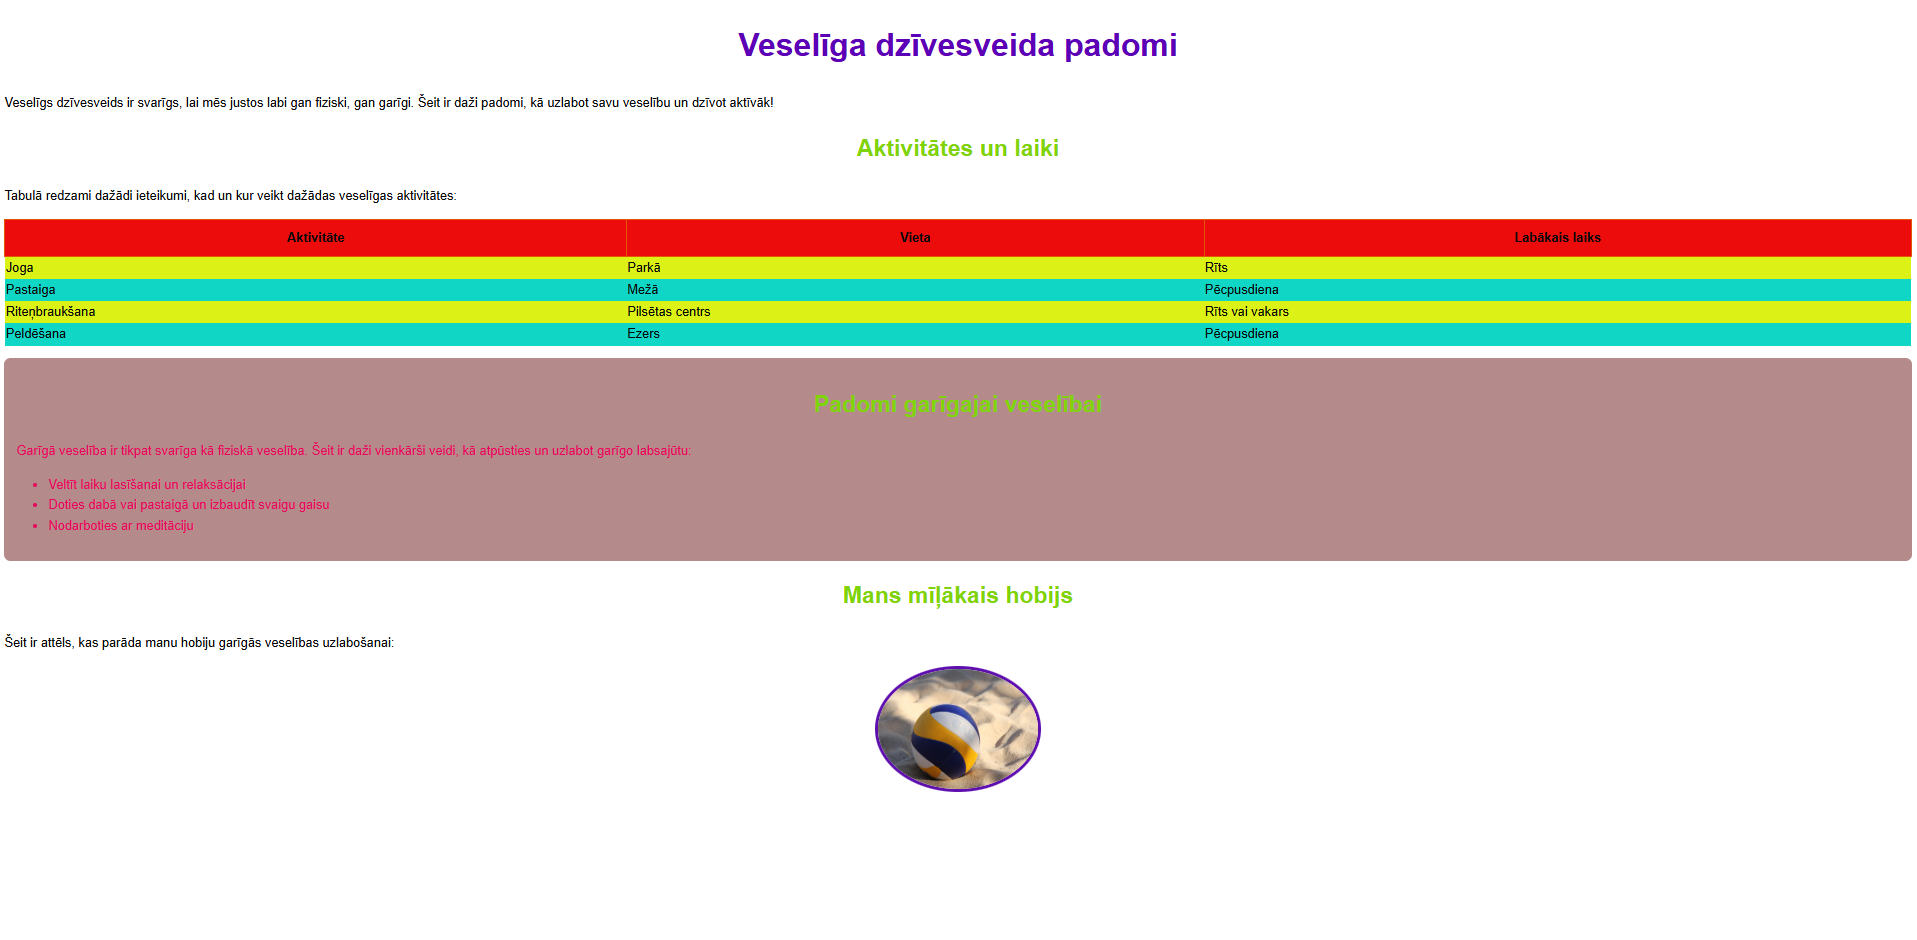 Veselīga dzīvesveida padomi
Veselīgs dzīvesveids ir svarīgs, lai mēs justos labi gan fiziski, gan garīgi. Šeit ir daži padomi, kā uzlabot savu veselību un dzīvot aktīvāk!
Aktivitātes un laiki
Tabulā redzami dažādi ieteikumi, kad un kur veikt dažādas veselīgas aktivitātes:
Aktivitāte Vieta Labākais laiks
Joga Parkā Rīts
Pastaiga Mežā Pēcpusdiena
Riteņbraukšana Pilsētas centrs Rīts vai vakars
Peldēšana Ezers Pēcpusdiena
Padomi garīgajai veselībai
Garīgā veselība ir tikpat svarīga kā fiziskā veselība. Šeit ir daži vienkārši veidi, kā atpūsties un uzlabot garīgo labsajūtu:
• Veltīt laiku lasīšanai un relaksācijai
• Doties dabā vai pastaigā un izbaudīt svaigu gaisu
• Nodarboties ar meditāciju
Mans mīļākais hobijs
Šeit ir attēls, kas parāda manu hobiju garīgās veselības uzlabošanai: